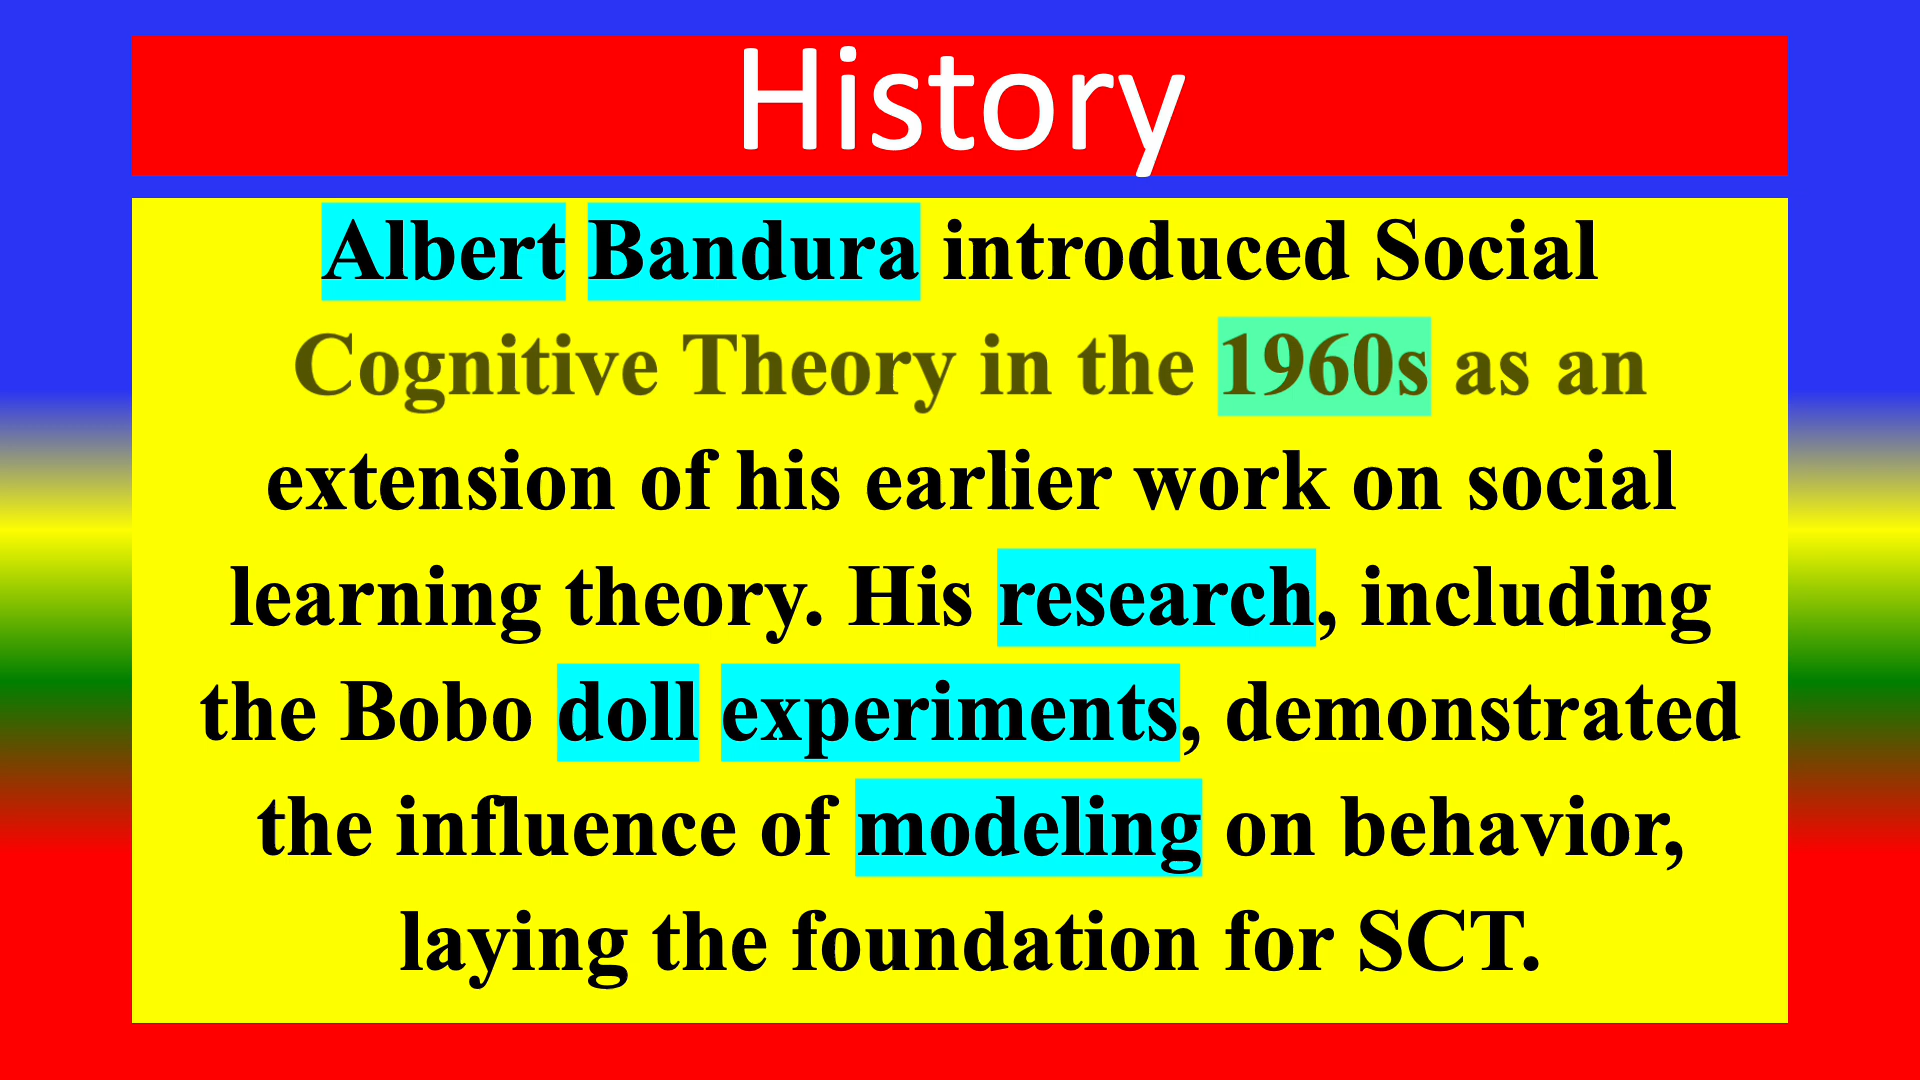 History
Albert Bandura introduced Social
Cognitive Theory in the 1960s as an
extension of his earlier work on social
learning theory. His research, including
the Bobo doll experiments, demonstrated
the influence of modeling on behavior,
laying the foundation for SCT.